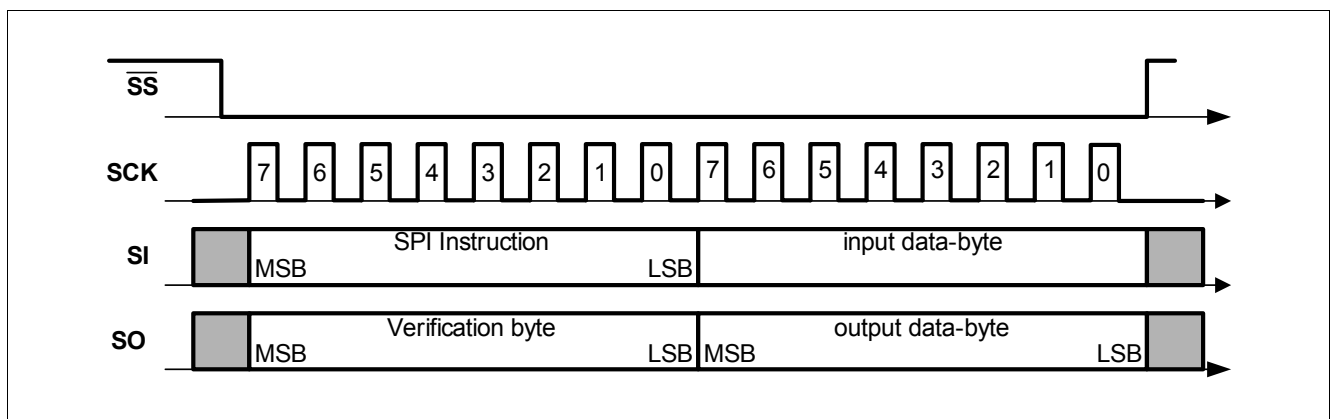 SS
SCK 7 6 5 4 3 2 1 0 7 6 5 4 3 2 1 0
SI SPI Instruction input data-byte
MSB LSB
SO Verification byte output data-byte
MSB LSB MSB LSB